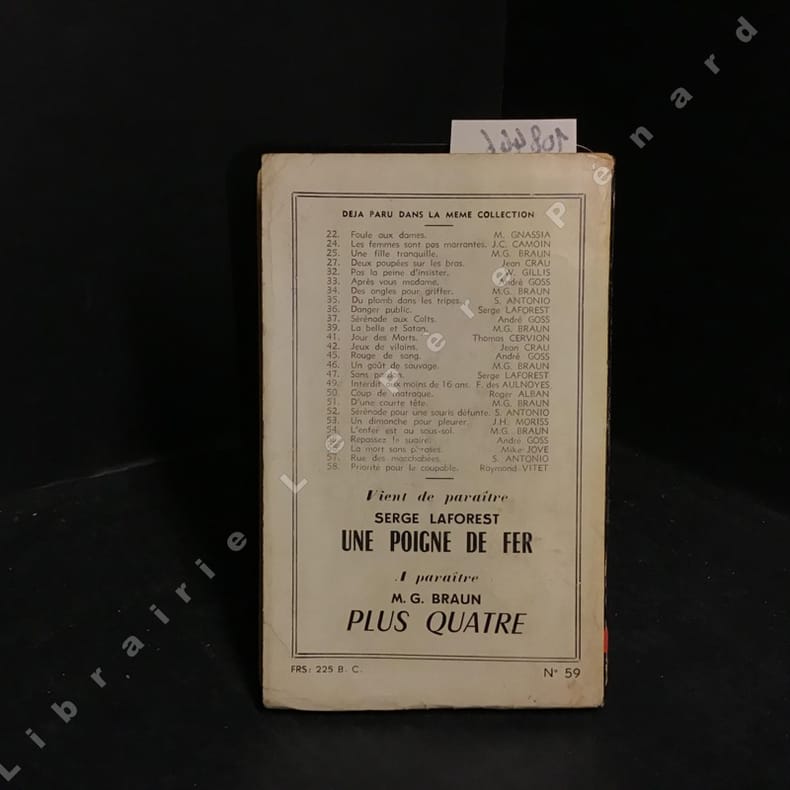 DEJA PARU DANS LA MEME COLLECTION
22. Foule aux dames. M. GNASSIA
24. Les femmes sont pas marrantes. J.C. CAMOIN
25. Une fille tranquille. M.G. BRAUN
27. Deux poupées sur les bras. Jean CRAU
32. Pas la peine d'insister. W. GILLIS
33. Après vous madame. André GOSS
34. Des ongles pour griffer. M.G. BRAUN
35. Du plomb dans les tripes. S. ANTONIO
36. Danger public. Serge LAFOREST
37. Sérénade aux Colts. André GOSS
39. La belle et Satan. M.G. BRAUN
41. Jour des Morts. Thomas CERVION
42. Jeux de vilains. Jean CRAU
45. Rouge de sang. André GOSS
46. Un goût de sauvage. M.G. BRAUN
47. Sans Serge LAFOREST
49. Interdit aux moins de 16 ans. F. des AULNOYES
50. Coup de matraque. Roger ALBAN
51. D'une courte tête. M.G. BRAUN
52. Sérénade pour une souris défunte. S. ANTONIO
53. Un dimanche pour pleurer. J.H. MORISS
54. L'enfer est au sous-sol. M.G. BRAUN
Repassez le suaire. André GOSS
La mort sans phrases. Mike JOVE
57. Rue des macchabées. S. ANTONIO
58. Priorité pour le coupable. Raymond VITET
Vient de paraître
SERGE LAFOREST
UNE POIGNE DE FER
A paraître
M. G. BRAUN
PLUS QUATRE
FRS: 225 B. C. N° 59
Librairie Le Père Pénard